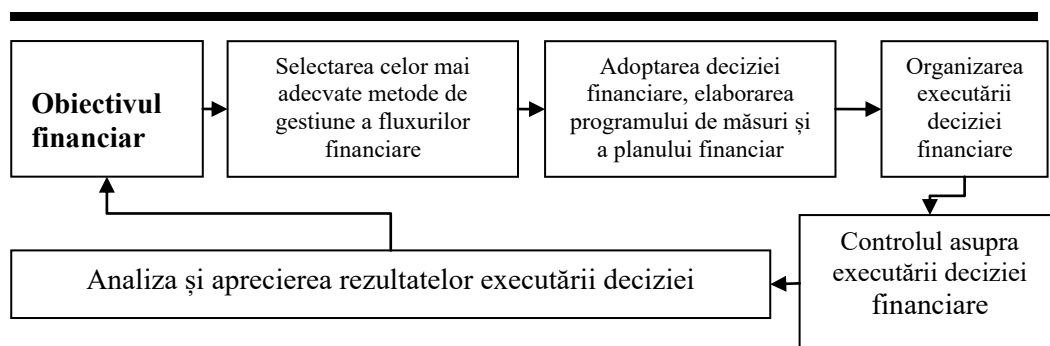 Obiectivul
financiar
Selectarea celor mai
adecvate metode de
gestiune a fluxurilor
financiare
Adoptarea deciziei
financiare, elaborarea
programului de măsuri și
a planului financiar
Organizarea
executării
deciziei
financiare
Controlul asupra
executării deciziei
financiare
Analiza și aprecierea rezultatelor executării deciziei